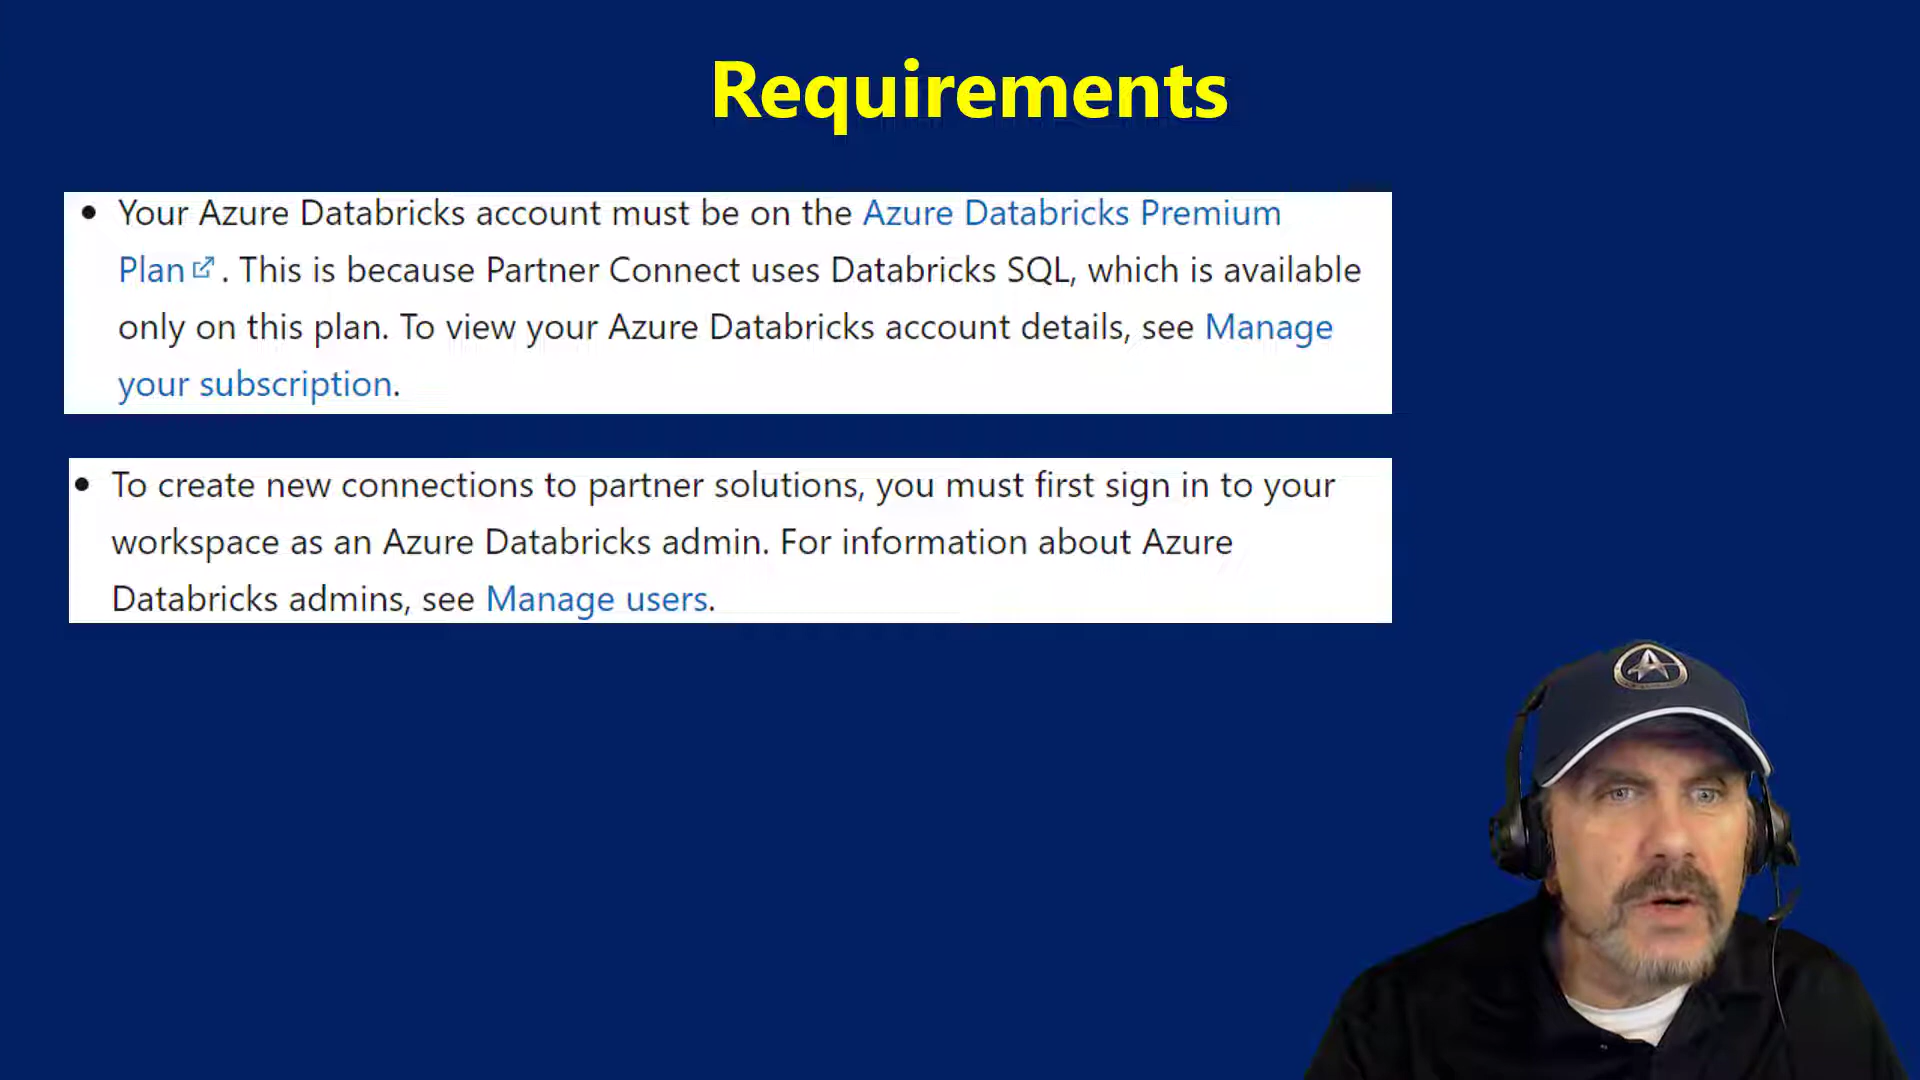 Requirements
• Your Azure Databricks account must be on the Azure Databricks Premium
Plan. This is because Partner Connect uses Databricks SQL, which is available
only on this plan. To view your Azure Databricks account details, see Manage
your subscription.
• To create new connections to partner solutions, you must first sign in to your
workspace as an Azure Databricks admin. For information about Azure
Databricks admins, see Manage users.